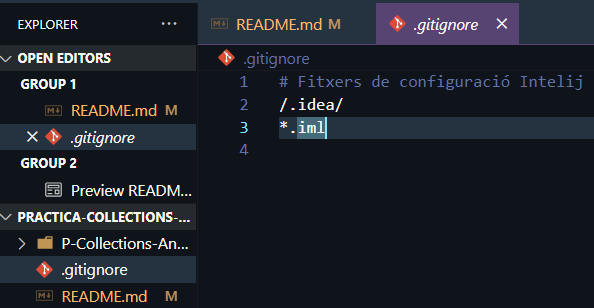 EXPLORER
README.md M
.gitignore
OPEN EDITORS
GROUP 1
README.md M
.gitignore
GROUP 2
Preview READM...
PRACTICA-COLLECTIONS-...
P-Collections-An...
.gitignore
README.md M
.gitignore
1 # Fitxers de configuració Intelij
2 /.idea/
3 *.iml
4